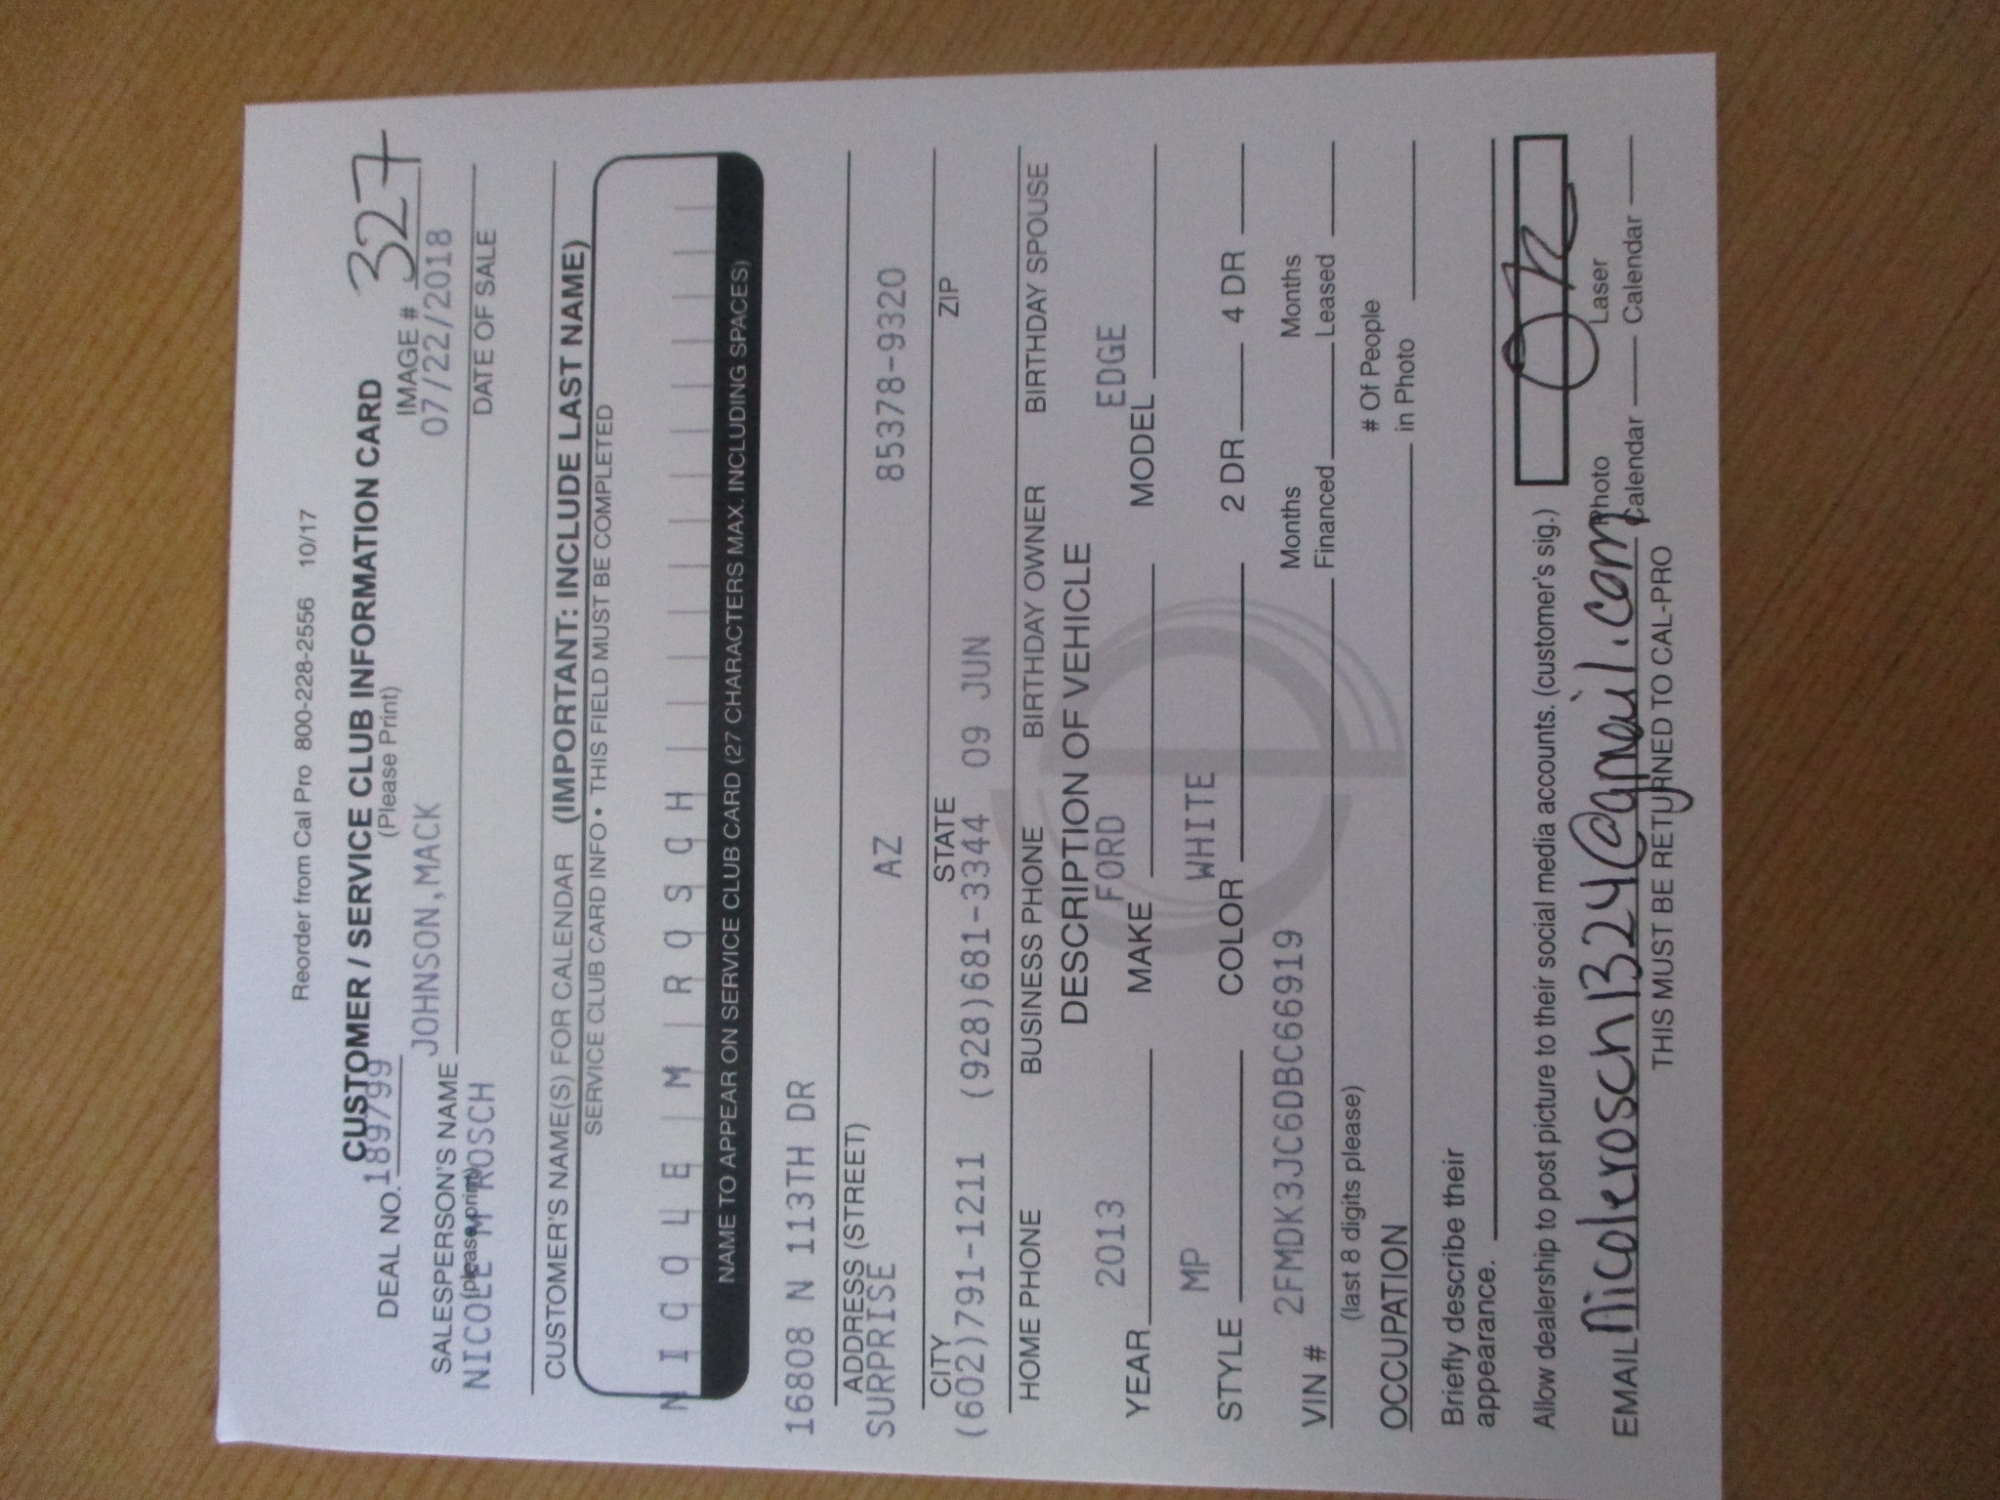 Reorder from Cal Pro 800-228-2556 10/17
CUSTOMER / SERVICE CLUB INFORMATION CARD
(Please Print)
DEAL NO. 189799 IMAGE # 327
SALESPERSON'S NAME JOHNSON,MACK 07/22/2018
(please print) DATE OF SALE
NICOLE M ROSCH
CUSTOMER'S NAME(S) FOR CALENDAR (IMPORTANT: INCLUDE LAST NAME)
SERVICE CLUB CARD INFO • THIS FIELD MUST BE COMPLETED
N I C O L E M R O S C H
NAME TO APPEAR ON SERVICE CLUB CARD (27 CHARACTERS MAX. INCLUDING SPACES)
16808 N 113TH DR
ADDRESS (STREET)
SURPRISE AZ 85378-9320
CITY STATE ZIP
(602)791-1211 (928)681-3344 09 JUN
HOME PHONE BUSINESS PHONE BIRTHDAY OWNER BIRTHDAY SPOUSE
DESCRIPTION OF VEHICLE
YEAR 2013 MAKE FORD MODEL EDGE
STYLE MP COLOR WHITE 2 DR 4 DR
VIN # 2FMDK3JC6DBC66919 Months Financed Months Leased
(last 8 digits please)
OCCUPATION # Of People in Photo
Briefly describe their
appearance.
Allow dealership to post picture to their social media accounts. (customer's sig.)
EMAIL nicolerosch1324@gmail.com Photo Calendar Laser Calendar
THIS MUST BE RETURNED TO CAL-PRO